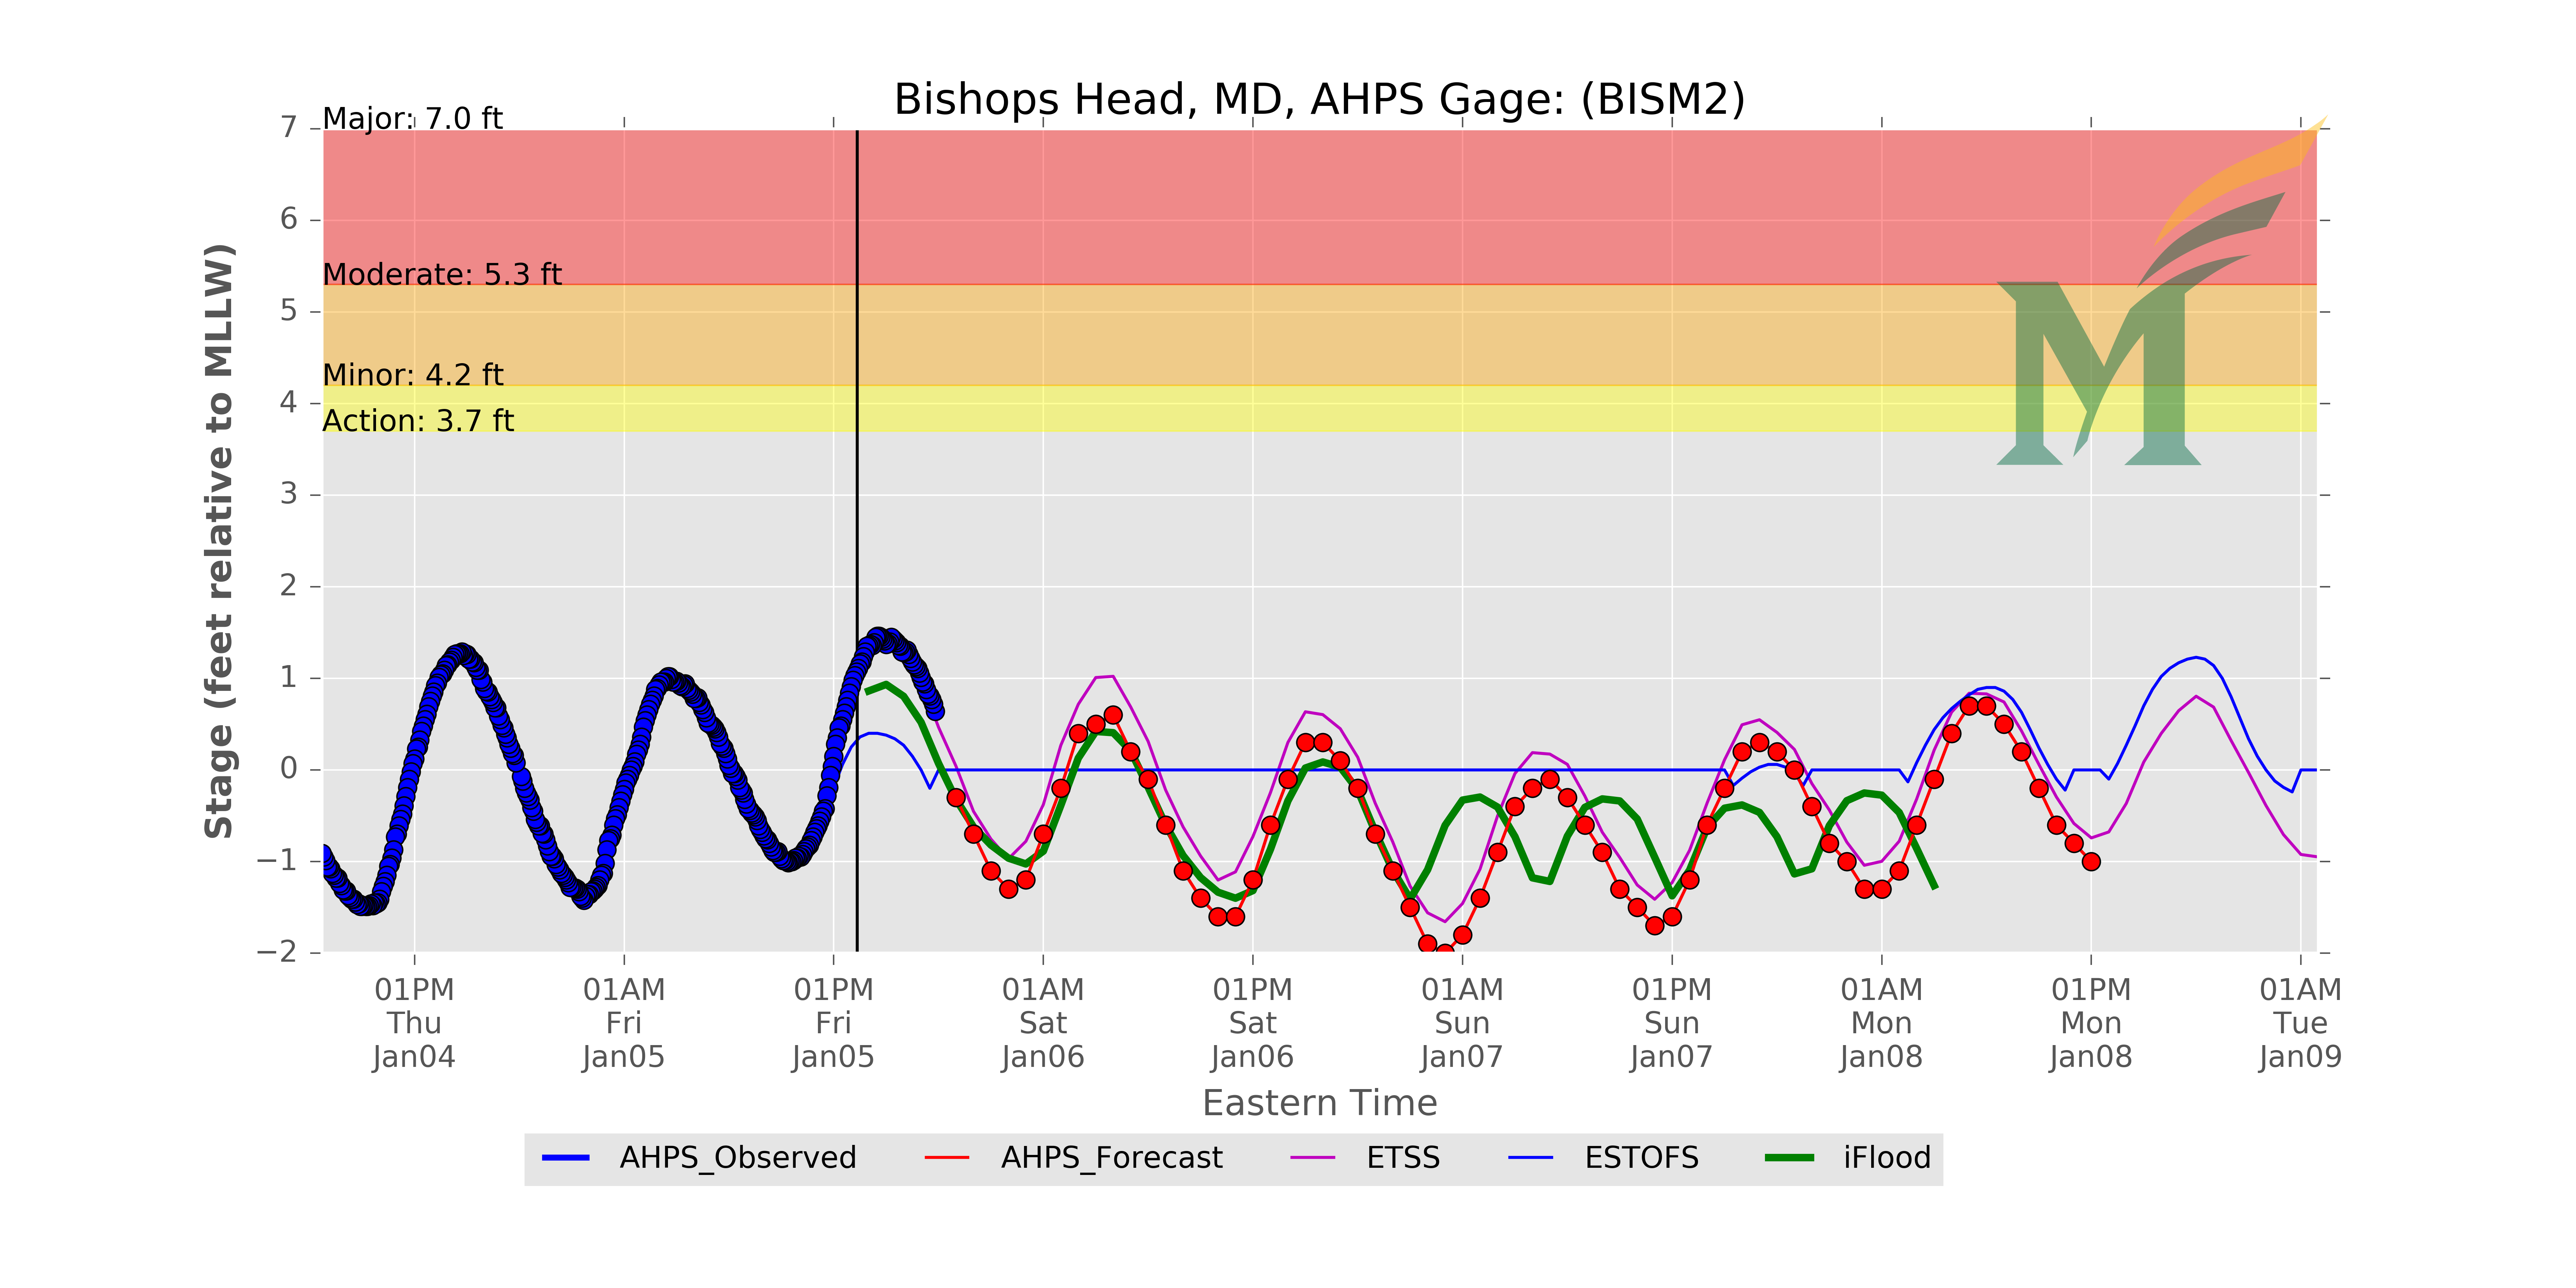 Bishops Head, MD, AHPS Gage: (BISM2)
Major: 7.0 ft
Moderate: 5.3 ft
Minor: 4.2 ft
Action: 3.7 ft
Stage (feet relative to MLLW)
7
6
5
4
3
2
1
0
−1
−2
01PM
Thu
Jan04
01AM
Fri
Jan05
01PM
Fri
Jan05
01AM
Sat
Jan06
01PM
Sat
Jan06
01AM
Sun
Jan07
01PM
Sun
Jan07
01AM
Mon
Jan08
01PM
Mon
Jan08
01AM
Tue
Jan09
Eastern Time
AHPS_Observed AHPS_Forecast ETSS ESTOFS iFlood
M